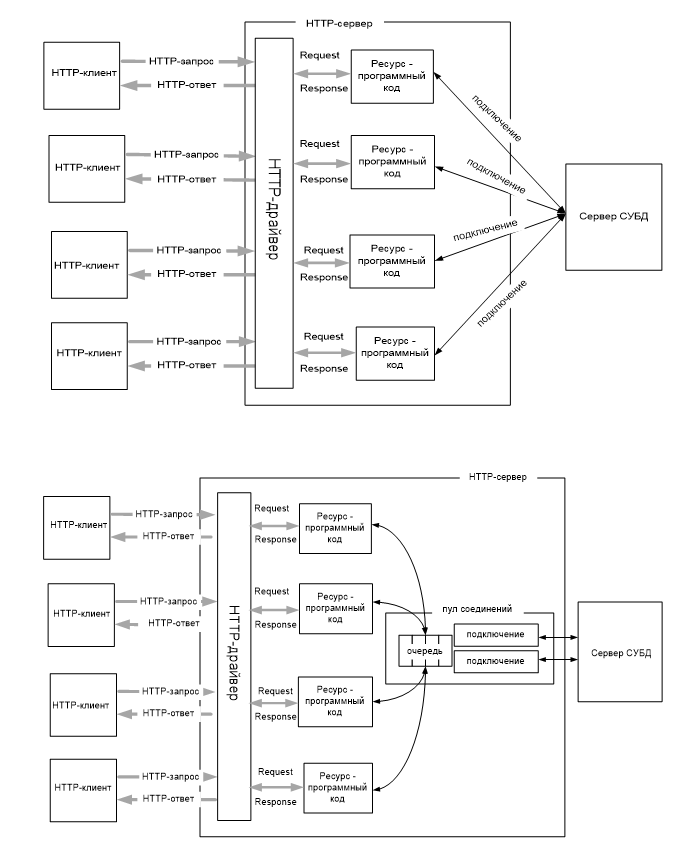 HTTP-сервер
HTTP-клиент
HTTP-запрос
HTTP-ответ
Request
Response
Ресурс -
программный
код
подключение
HTTP-клиент
HTTP-запрос
HTTP-ответ
Request
Response
Ресурс -
программный
код
подключение
HTTP-драйвер
Сервер СУБД
HTTP-клиент
HTTP-запрос
HTTP-ответ
Request
Response
Ресурс -
программный
код
подключение
HTTP-клиент
HTTP-запрос
HTTP-ответ
Request
Response
Ресурс -
программный
код
подключение
HTTP-сервер
HTTP-клиент
HTTP-запрос
HTTP-ответ
Request
Response
Ресурс -
программный
код
HTTP-клиент
HTTP-запрос
HTTP-ответ
Request
Response
Ресурс -
программный
код
HTTP-драйвер
пул соединений
очередь
подключение
подключение
Сервер СУБД
HTTP-клиент
HTTP-запрос
HTTP-ответ
Request
Response
Ресурс -
программный
код
HTTP-клиент
HTTP-запрос
HTTP-ответ
Request
Response
Ресурс -
программный
код